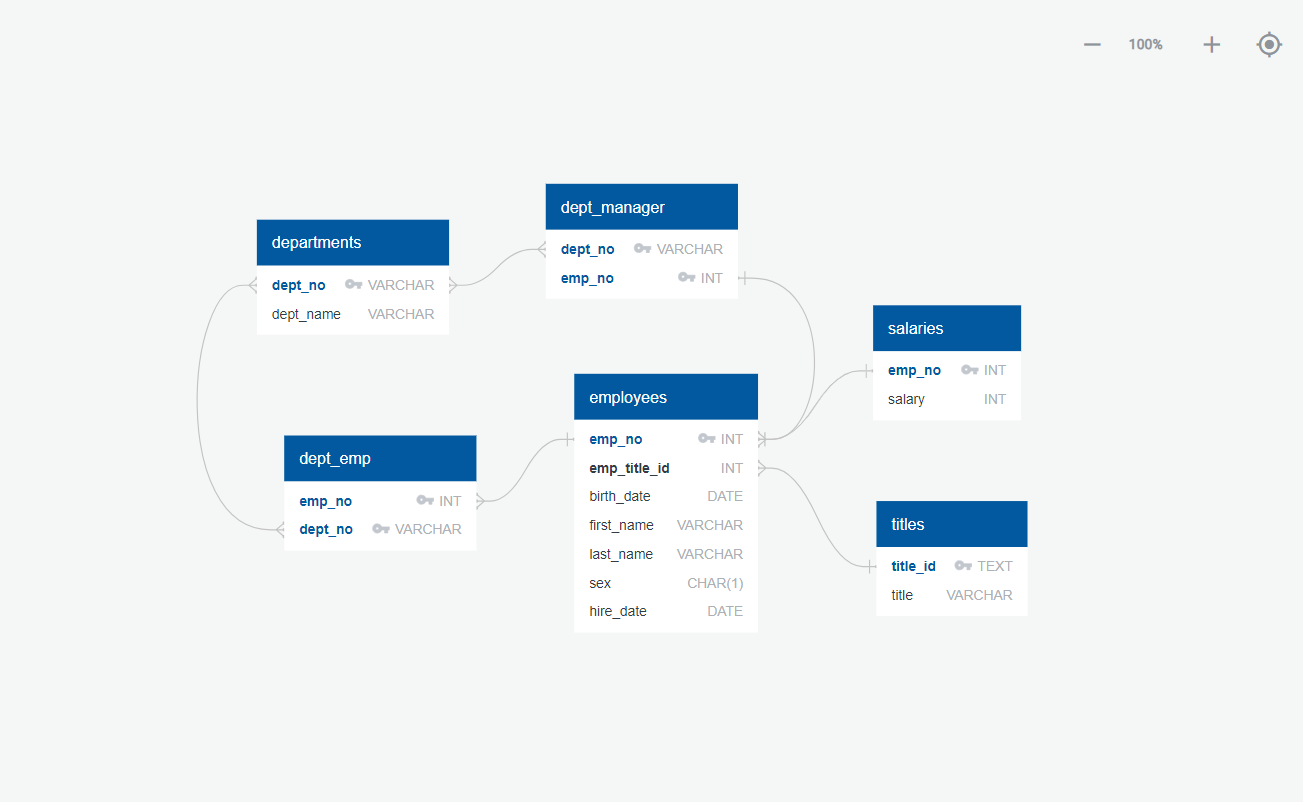 100%
departments
dept_no VARCHAR
dept_name VARCHAR
dept_manager
dept_no VARCHAR
emp_no INT
salaries
emp_no INT
salary INT
employees
emp_no INT
emp_title_id INT
birth_date DATE
first_name VARCHAR
last_name VARCHAR
sex CHAR(1)
hire_date DATE
dept_emp
emp_no INT
dept_no VARCHAR
titles
title_id TEXT
title VARCHAR